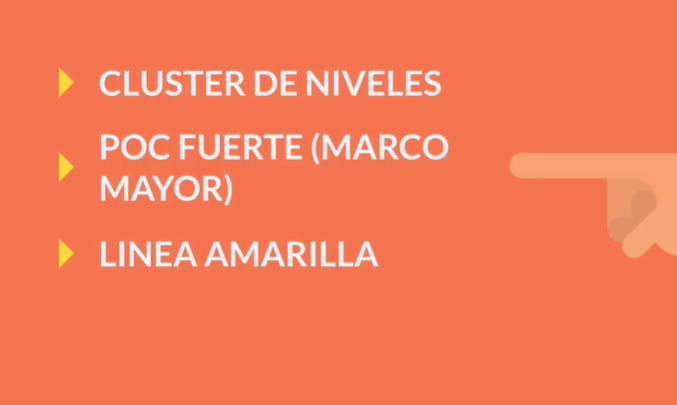 CLUSTER DE NIVELES
POC FUERTE (MARCO
MAYOR)
LINEA AMARILLA